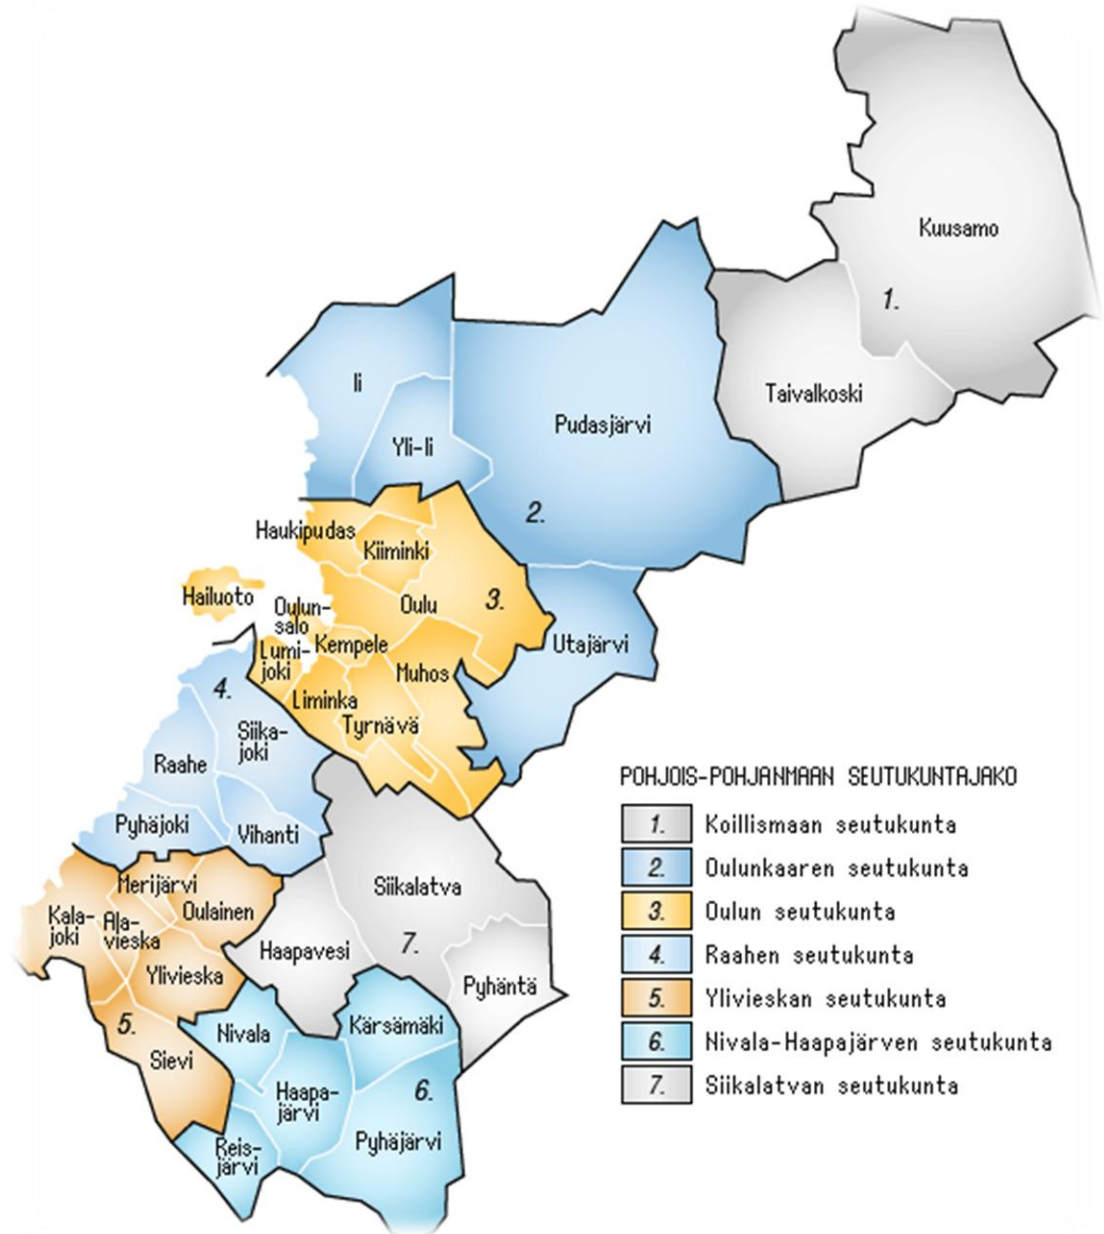 Kuusamo
1.
Taivalkoski
Ii
Pudasjärvi
Yli-Ii
2.
Haukipudas
Kiiminki
Hailuoto
Oulun-
salo
Oulu
3.
Kempele
Utajärvi
Lumi-
joki
Muhos
4.
Liminka
Tyrnävä
Siika-
joki
Raahe
Pyhäjoki
Vihanti
Merijärvi
Siikalatva
Kala-
joki
Ala-
vieska
Oulainen
7.
Haapavesi
Ylivieska
Pyhäntä
5.
Nivala
Kärsämäki
Sievi
Haapa-
järvi
6.
Reis-
järvi
Pyhäjärvi
POHJOIS-POHJANMAAN SEUTUKUNTAJAKO
1. Koillismaan seutukunta
2. Oulunkaaren seutukunta
3. Oulun seutukunta
4. Raahen seutukunta
5. Ylivieskan seutukunta
6. Nivala-Haapajärven seutukunta
7. Siikalatvan seutukunta